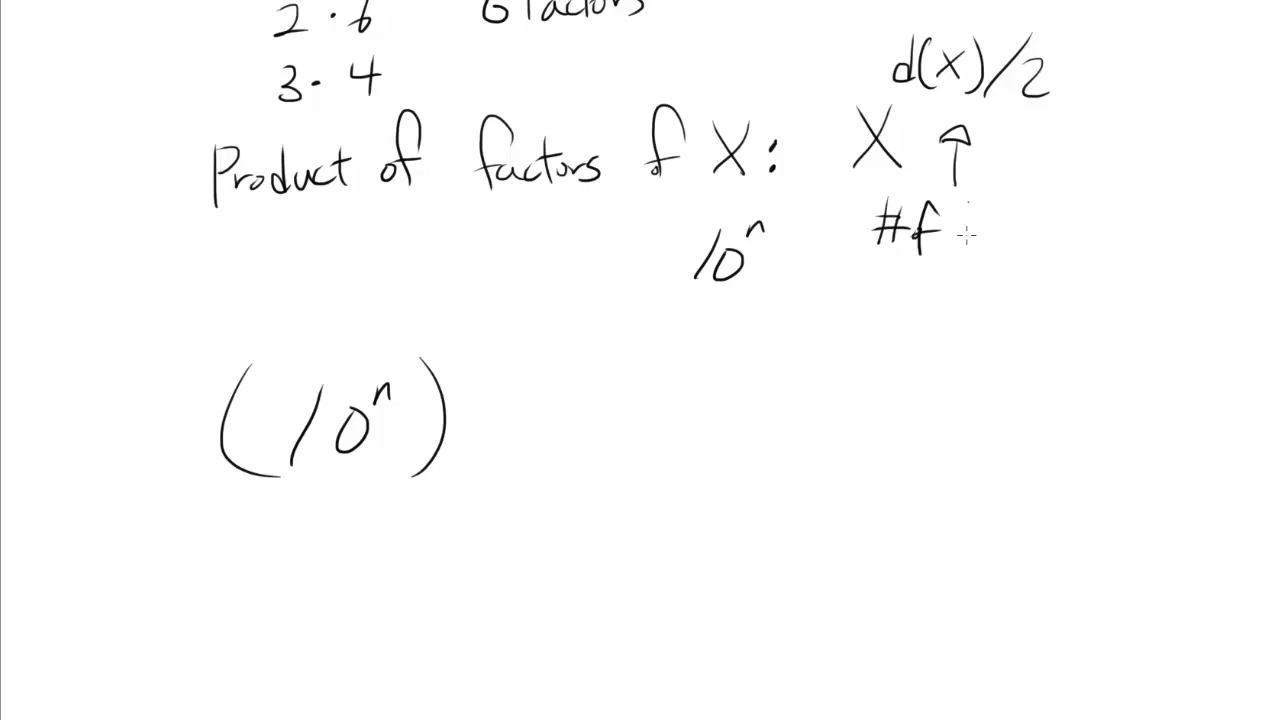 2 · 6 6 factors
3 · 4
Product of factors of X: X d(x)/2
10ⁿ #f
(10ⁿ)